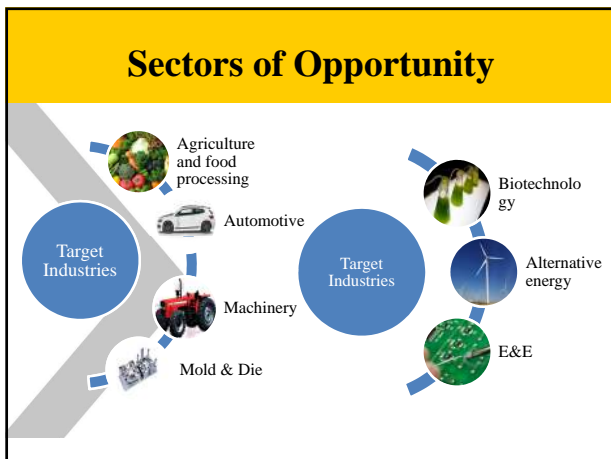 Sectors of Opportunity
Target
Industries
Agriculture
and food
processing
Automotive
Machinery
Mold & Die
Target
Industries
Biotechnolo
gy
Alternative
energy
E&E